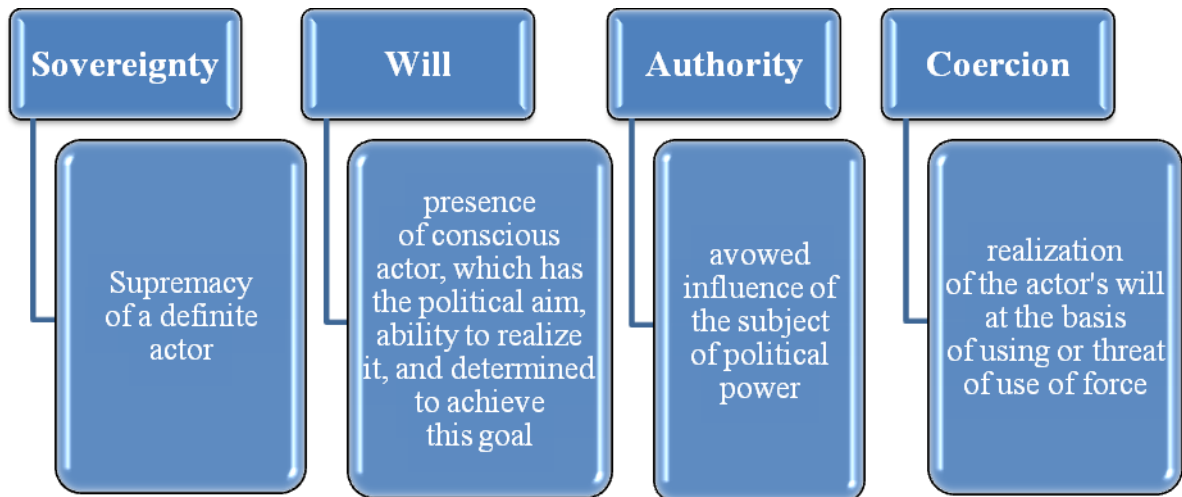 Sovereignty
Supremacy
of a definite
actor
Will
presence
of conscious
actor, which has
the political aim,
ability to realize
it, and determined
to achieve
this goal
Authority
avowed
influence of
the subject
of political
power
Coercion
realization
of the actor's will
at the basis
of using or threat
of use of force